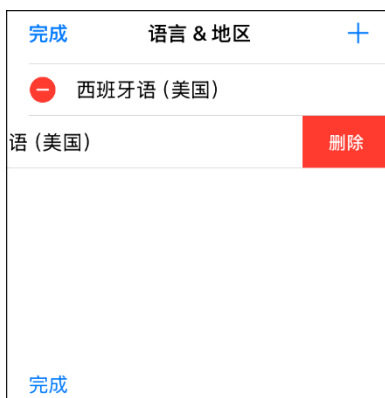 完成 语言 & 地区 +
西班牙语 (美国)
语 (美国) 删除
完成